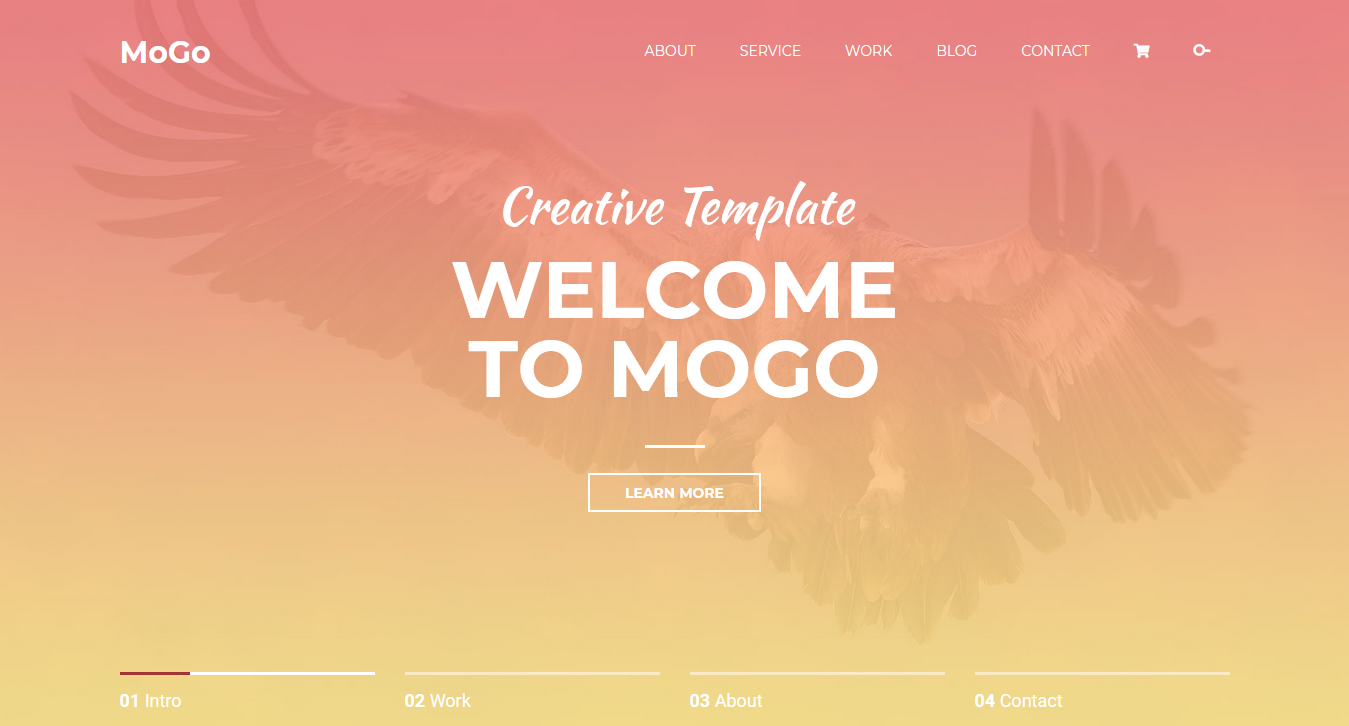 MoGo
ABOUT SERVICE WORK BLOG CONTACT
Creative Template
WELCOME
TO MOGO
LEARN MORE
01 Intro 02 Work 03 About 04 Contact